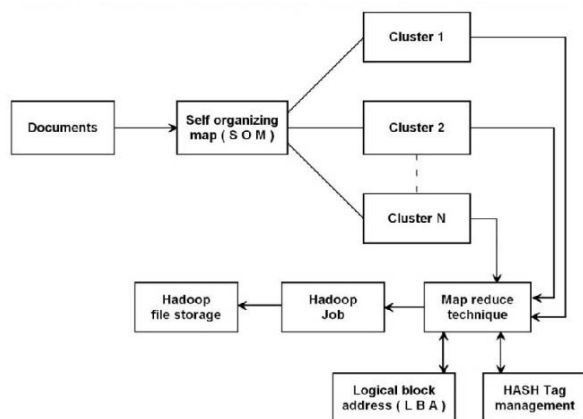 Cluster 1
Documents
Self organizing
map ( S O M )
Cluster 2
Cluster N
Hadoop
file storage
Hadoop
Job
Map reduce
technique
Logical block
address ( L B A )
HASH Tag
management